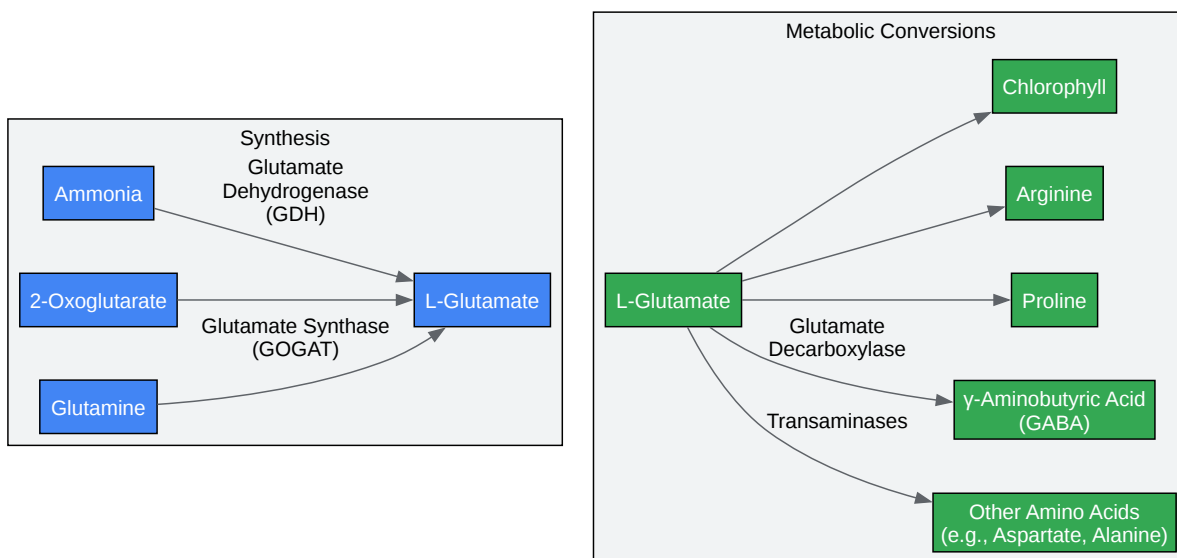 Synthesis
Glutamate
Dehydrogenase
(GDH)
Ammonia
2-Oxoglutarate
L-Glutamate
Glutamate Synthase
(GOGAT)
Glutamine
Metabolic Conversions
Chlorophyll
Arginine
L-Glutamate
Proline
Glutamate
Decarboxylase
γ-Aminobutyric Acid
(GABA)
Transaminases
Other Amino Acids
(e.g., Aspartate, Alanine)